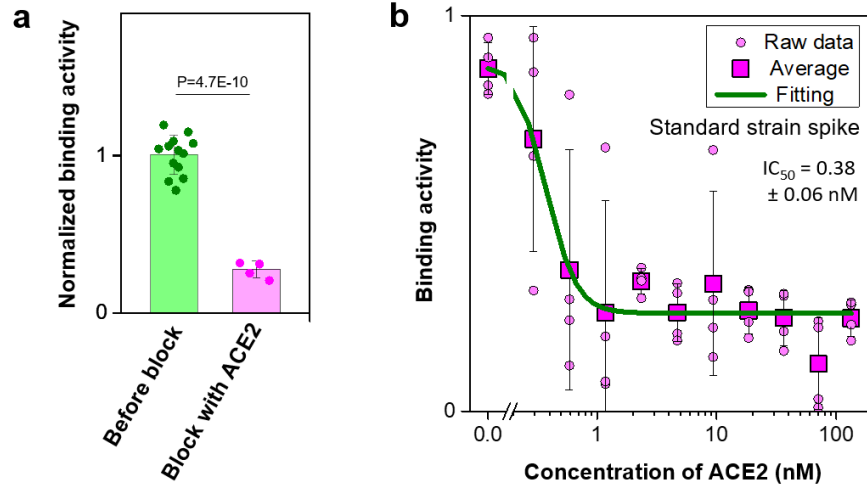 a
Normalized binding activity
1
0
P=4.7E-10
Before block
Block with ACE2
b
Binding activity
1
0
Raw data
Average
Fitting
Standard strain spike
IC50 = 0.38
± 0.06 nM
0.0
1
10
100
Concentration of ACE2 (nM)